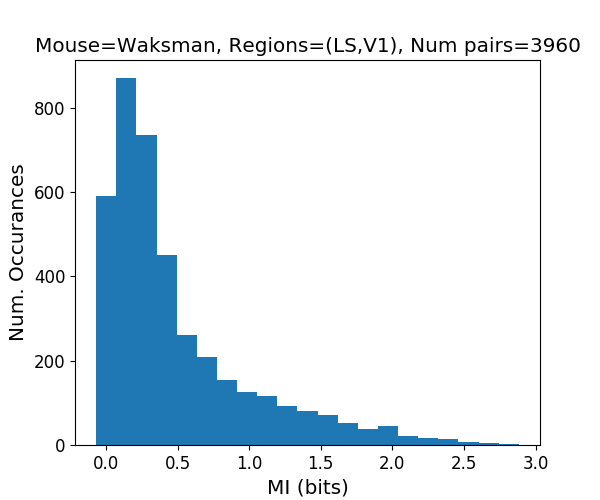 Mouse=Waksman, Regions=(LS,V1), Num pairs=3960
800
600
400
200
0
Num. Occurances
0.0 0.5 1.0 1.5 2.0 2.5 3.0
MI (bits)